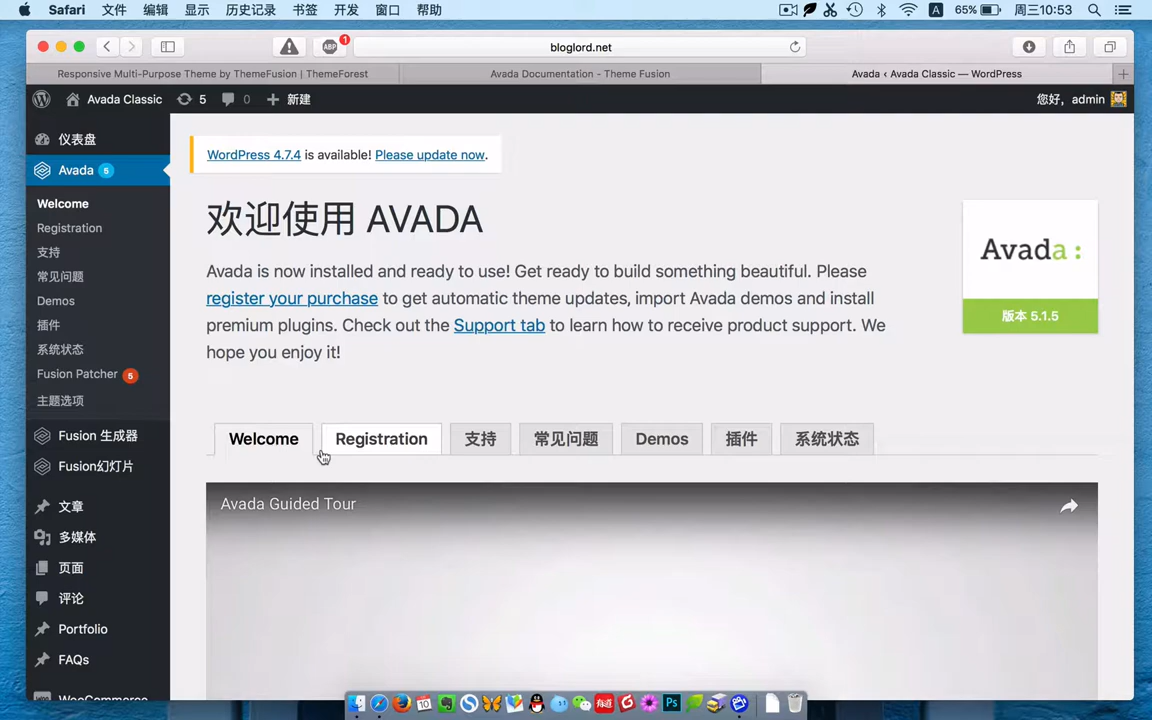 Safari 文件 编辑 显示 历史记录 书签 开发 窗口 帮助 A 65% 周三10:53
ABP 1 bloglord.net
Responsive Multi-Purpose Theme by ThemeFusion | ThemeForest Avada Documentation - Theme Fusion Avada ‹ Avada Classic — WordPress
Avada Classic 5 0 新建 您好，admin
仪表盘
Avada 5
Welcome
Registration
支持
常见问题
Demos
插件
系统状态
Fusion Patcher 5
主题选项
Fusion 生成器
Fusion幻灯片
文章
多媒体
页面
评论
Portfolio
FAQs
WooCommerce
WordPress 4.7.4 is available! Please update now.
欢迎使用 AVADA
Avada is now installed and ready to use! Get ready to build something beautiful. Please
register your purchase to get automatic theme updates, import Avada demos and install
premium plugins. Check out the Support tab to learn how to receive product support. We
hope you enjoy it!
Avada :
版本 5.1.5
Welcome Registration 支持 常见问题 Demos 插件 系统状态
Avada Guided Tour
10 有道 Ps